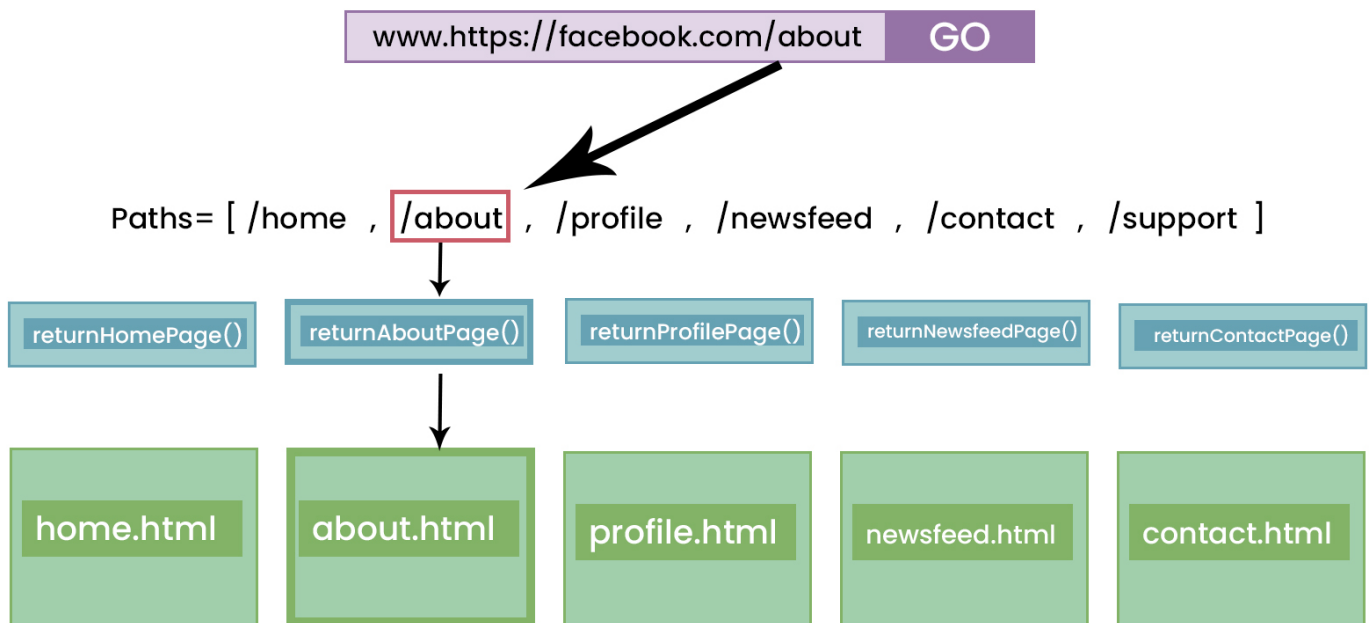 www.https://facebook.com/about GO
Paths= [ /home , /about , /profile , /newsfeed , /contact , /support ]
returnHomePage() returnAboutPage() returnProfilePage() returnNewsfeedPage() returnContactPage()
home.html about.html profile.html newsfeed.html contact.html